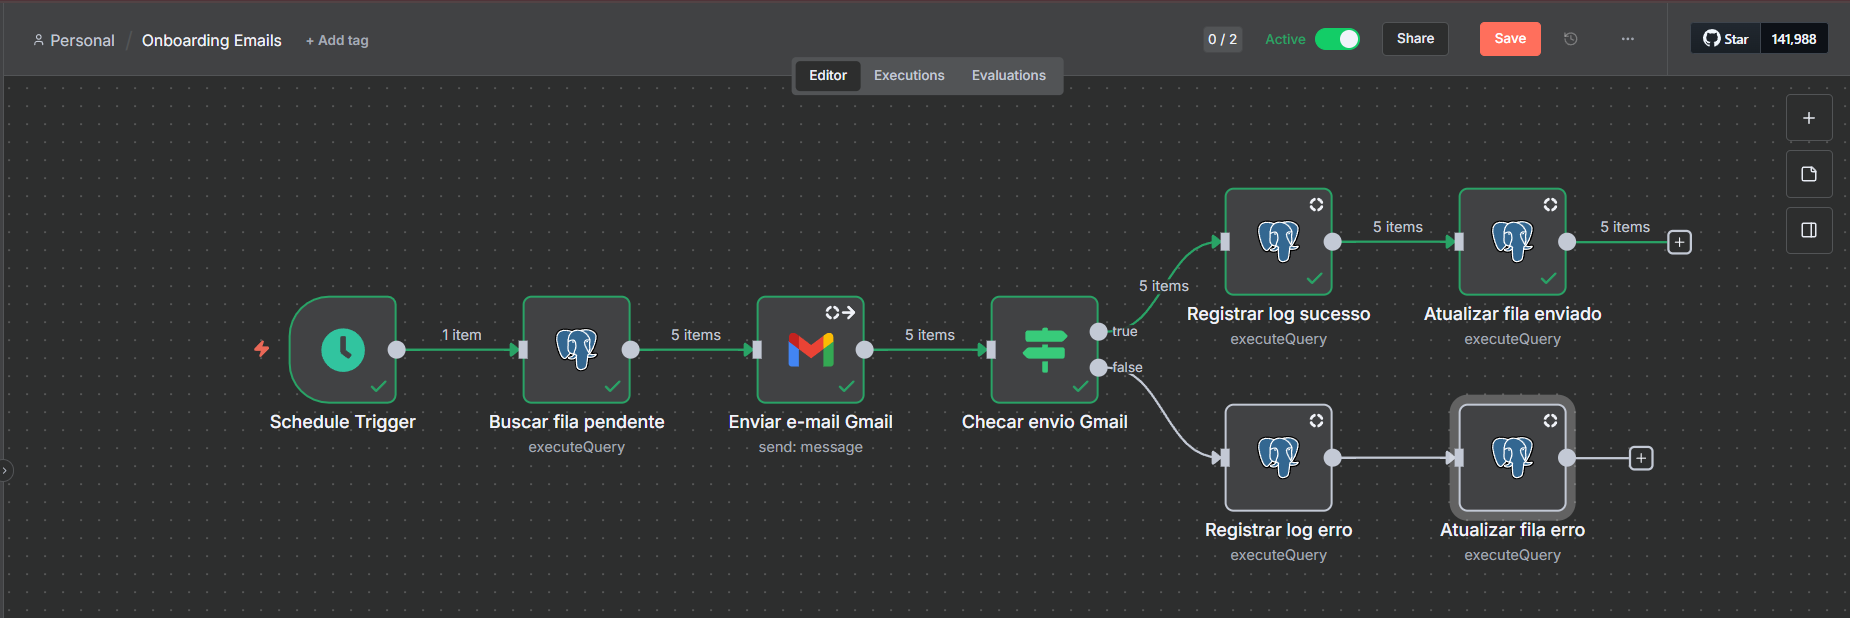 Personal / Onboarding Emails + Add tag
0 / 2 Active Share Save ... Star 141,988
Editor Executions Evaluations
1 item
5 items
5 items
true
false
5 items
5 items
5 items
Schedule Trigger
Buscar fila pendente
executeQuery
Enviar e-mail Gmail
send: message
Checar envio Gmail
Registrar log sucesso
executeQuery
Atualizar fila enviado
executeQuery
Registrar log erro
executeQuery
Atualizar fila erro
executeQuery